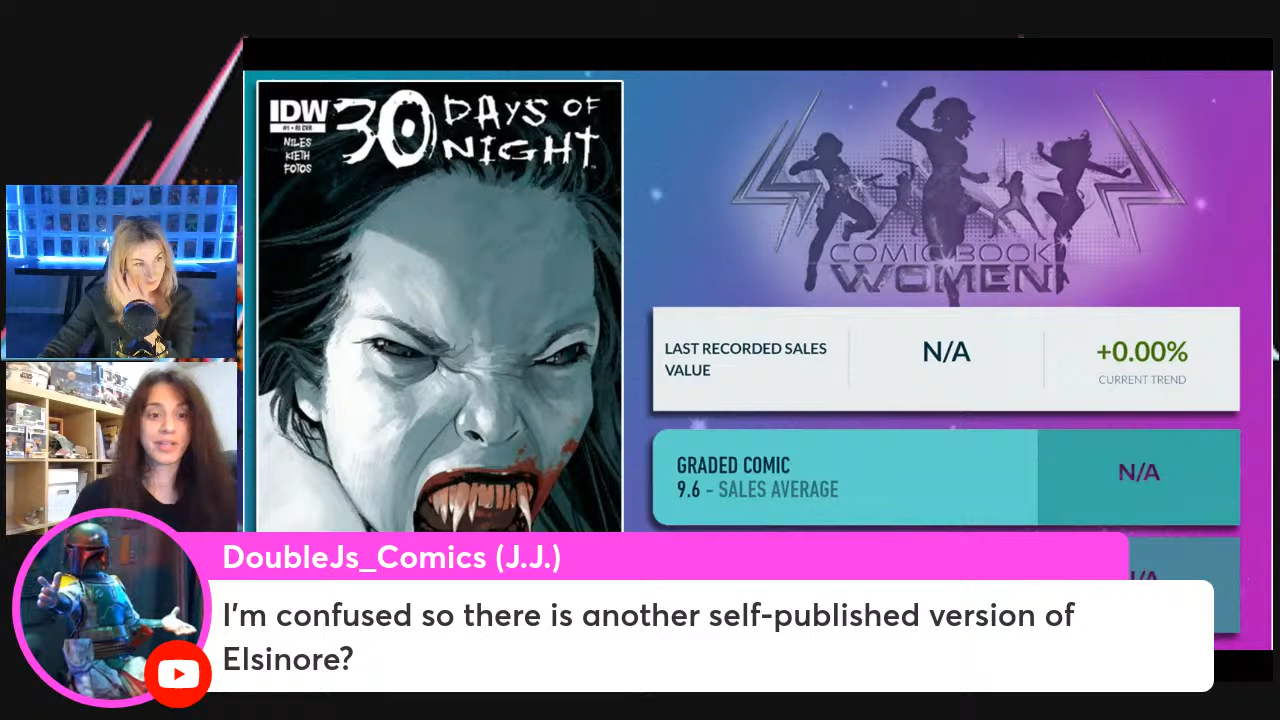 IDW
#1 • RI CVR
NILES
KIETH
FOTOS
30 DAYS OF
NIGHT
COMIC BOOK
WOMEN
LAST RECORDED SALES
VALUE
N/A
+0.00%
CURRENT TREND
GRADED COMIC
9.6 - SALES AVERAGE
N/A
N/A
DoubleJs_Comics (J.J.)
I'm confused so there is another self-published version of
Elsinore?